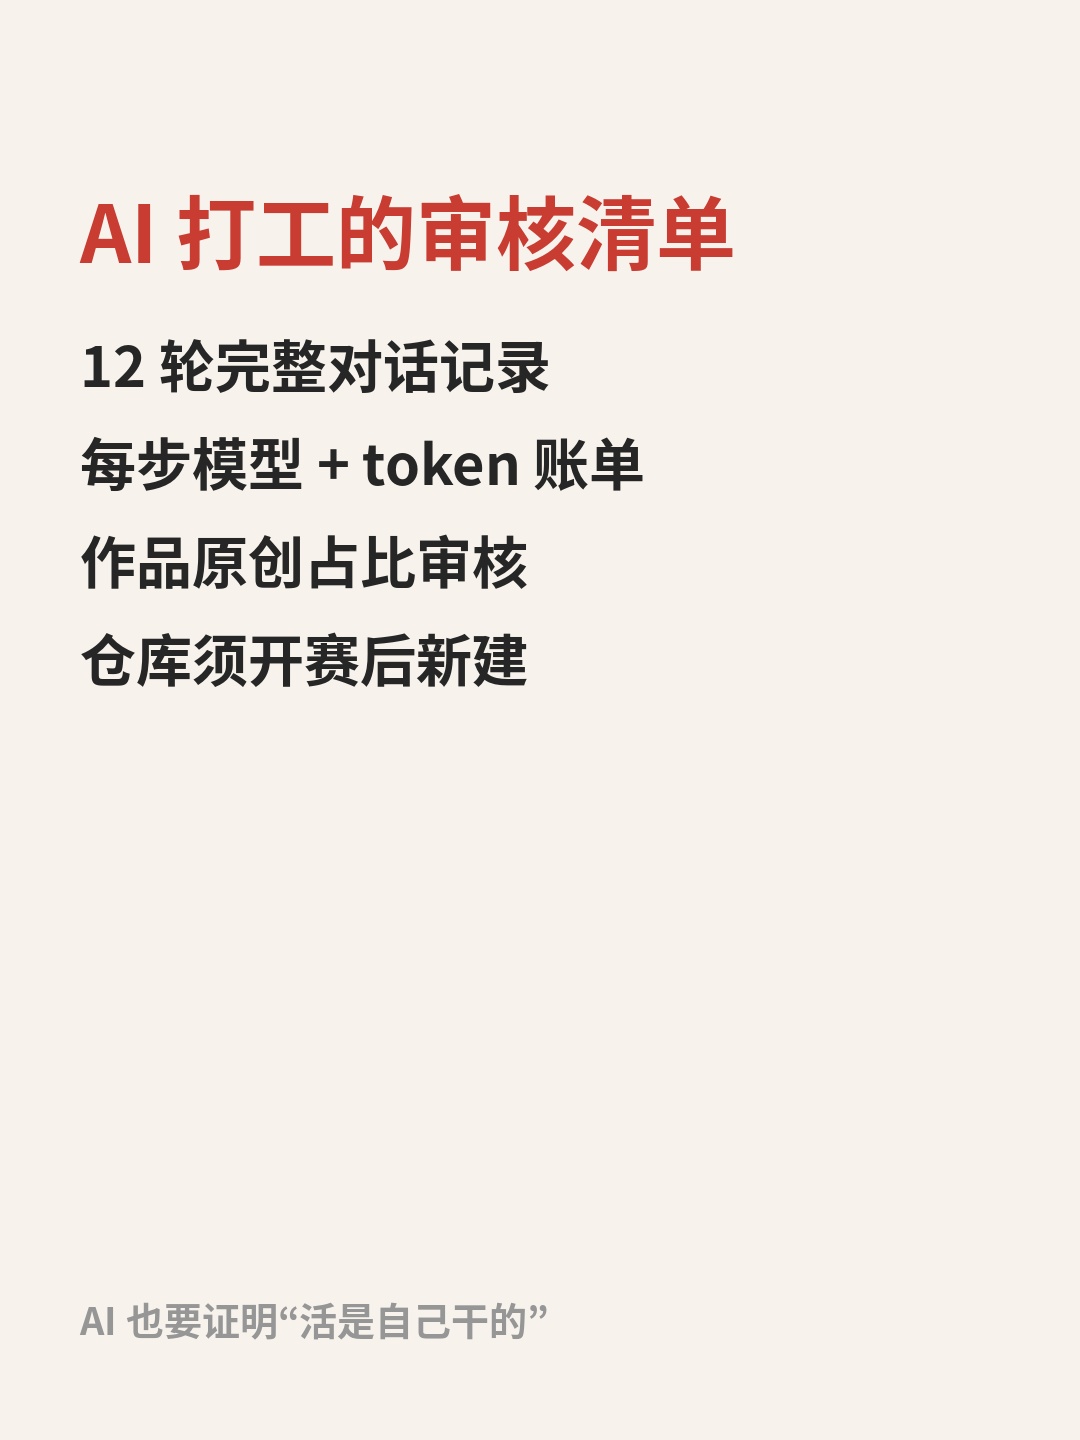 AI 打工的审核清单
12 轮完整对话记录
每步模型 + token 账单
作品原创占比审核
仓库须开赛后新建
AI 也要证明“活是自己干的”